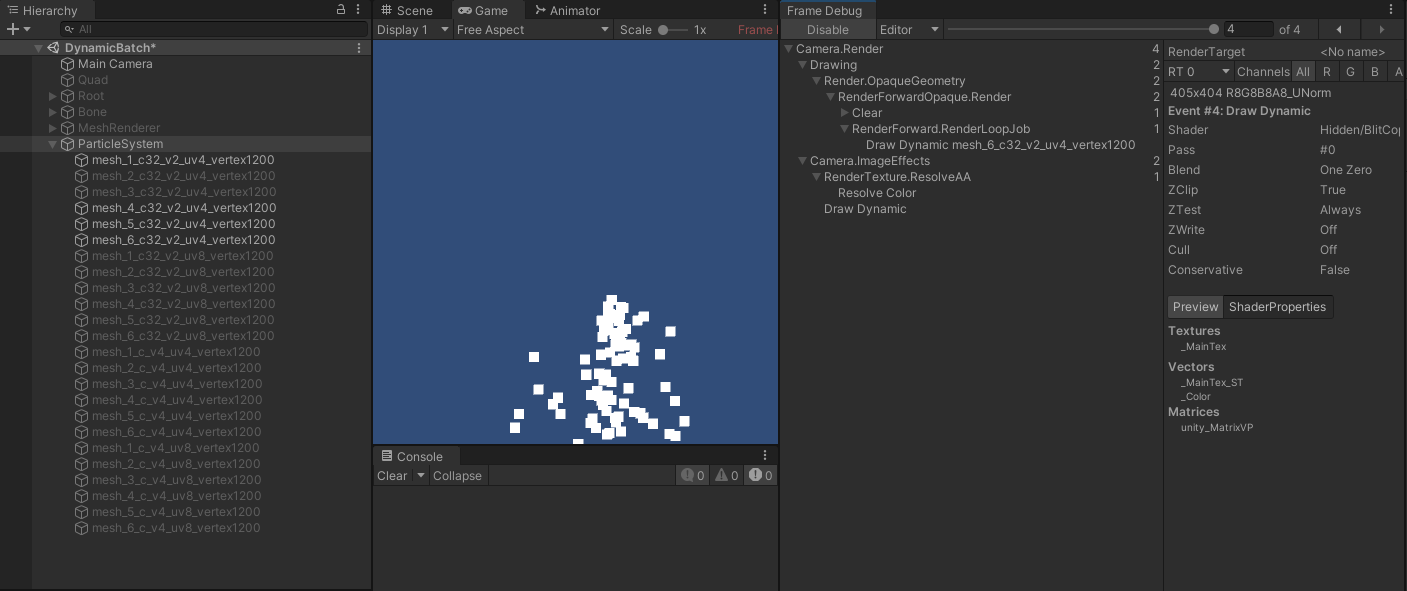 Hierarchy
All
DynamicBatch*
Main Camera
Quad
Root
Bone
MeshRenderer
ParticleSystem
mesh_1_c32_v2_uv4_vertex1200
mesh_2_c32_v2_uv4_vertex1200
mesh_3_c32_v2_uv4_vertex1200
mesh_4_c32_v2_uv4_vertex1200
mesh_5_c32_v2_uv4_vertex1200
mesh_6_c32_v2_uv4_vertex1200
mesh_1_c32_v2_uv8_vertex1200
mesh_2_c32_v2_uv8_vertex1200
mesh_3_c32_v2_uv8_vertex1200
mesh_4_c32_v2_uv8_vertex1200
mesh_5_c32_v2_uv8_vertex1200
mesh_6_c32_v2_uv8_vertex1200
mesh_1_c_v4_uv4_vertex1200
mesh_2_c_v4_uv4_vertex1200
mesh_3_c_v4_uv4_vertex1200
mesh_4_c_v4_uv4_vertex1200
mesh_5_c_v4_uv4_vertex1200
mesh_6_c_v4_uv4_vertex1200
mesh_1_c_v4_uv8_vertex1200
mesh_2_c_v4_uv8_vertex1200
mesh_3_c_v4_uv8_vertex1200
mesh_4_c_v4_uv8_vertex1200
mesh_5_c_v4_uv8_vertex1200
mesh_6_c_v4_uv8_vertex1200
Scene Game Animator
Display 1 Free Aspect Scale 1x Frame
Console
Clear Collapse 0 0 0
Frame Debug
Disable Editor 4 of 4
Camera.Render 4
Drawing 2
Render.OpaqueGeometry 2
RenderForwardOpaque.Render 2
Clear 1
RenderForward.RenderLoopJob 1
Draw Dynamic mesh_6_c32_v2_uv4_vertex1200
Camera.ImageEffects 2
RenderTexture.ResolveAA 1
Resolve Color
Draw Dynamic
RenderTarget <No name>
RT 0 Channels All R G B A
405x404 R8G8B8A8_UNorm
Event #4: Draw Dynamic
Shader Hidden/BlitCo
Pass #0
Blend One Zero
ZClip True
ZTest Always
ZWrite Off
Cull Off
Conservative False
Preview ShaderProperties
Textures
_MainTex
Vectors
_MainTex_ST
_Color
Matrices
unity_MatrixVP